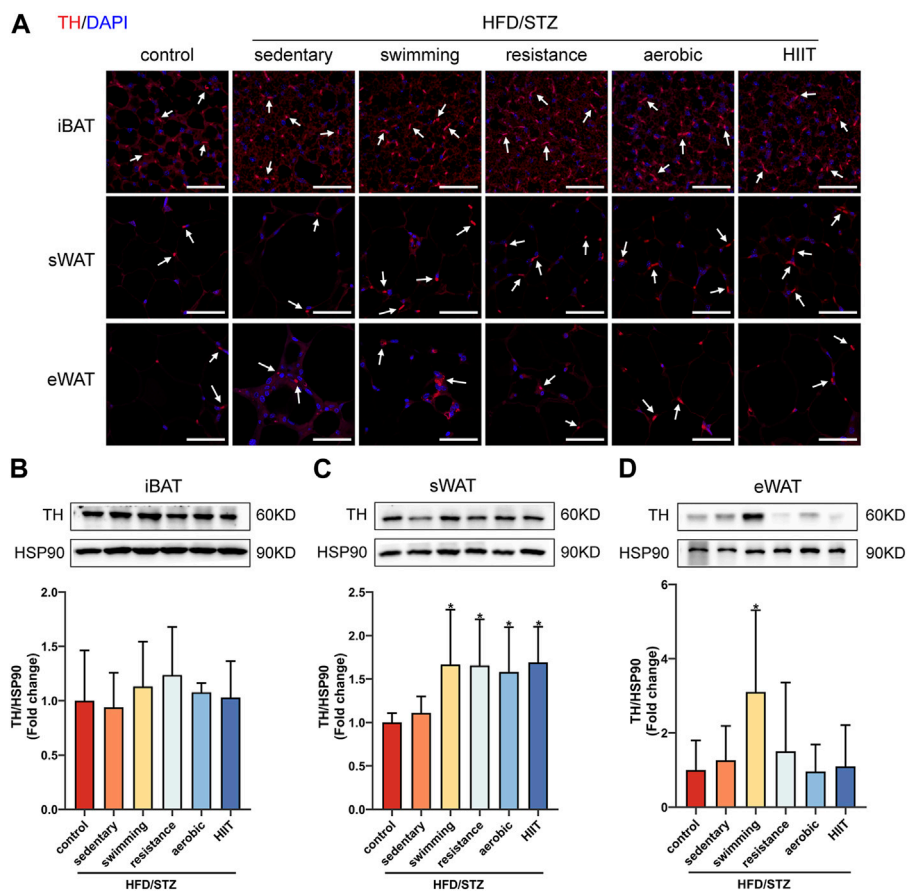 A
TH/DAPI
HFD/STZ
control sedentary swimming resistance aerobic HIIT
iBAT
sWAT
eWAT
B
iBAT
TH 60KD
HSP90 90KD
TH/HSP90
(Fold change)
2.0
1.5
1.0
0.5
0.0
control
sedentary
swimming
resistance
aerobic
HIIT
HFD/STZ
C
sWAT
TH 60KD
HSP90 90KD
TH/HSP90
(Fold change)
2.5
2.0
1.5
1.0
0.5
0.0
* * * *
control
sedentary
swimming
resistance
aerobic
HIIT
HFD/STZ
D
eWAT
TH 60KD
HSP90 90KD
TH/HSP90
(Fold change)
6
4
2
0
*
control
sedentary
swimming
resistance
aerobic
HIIT
HFD/STZ